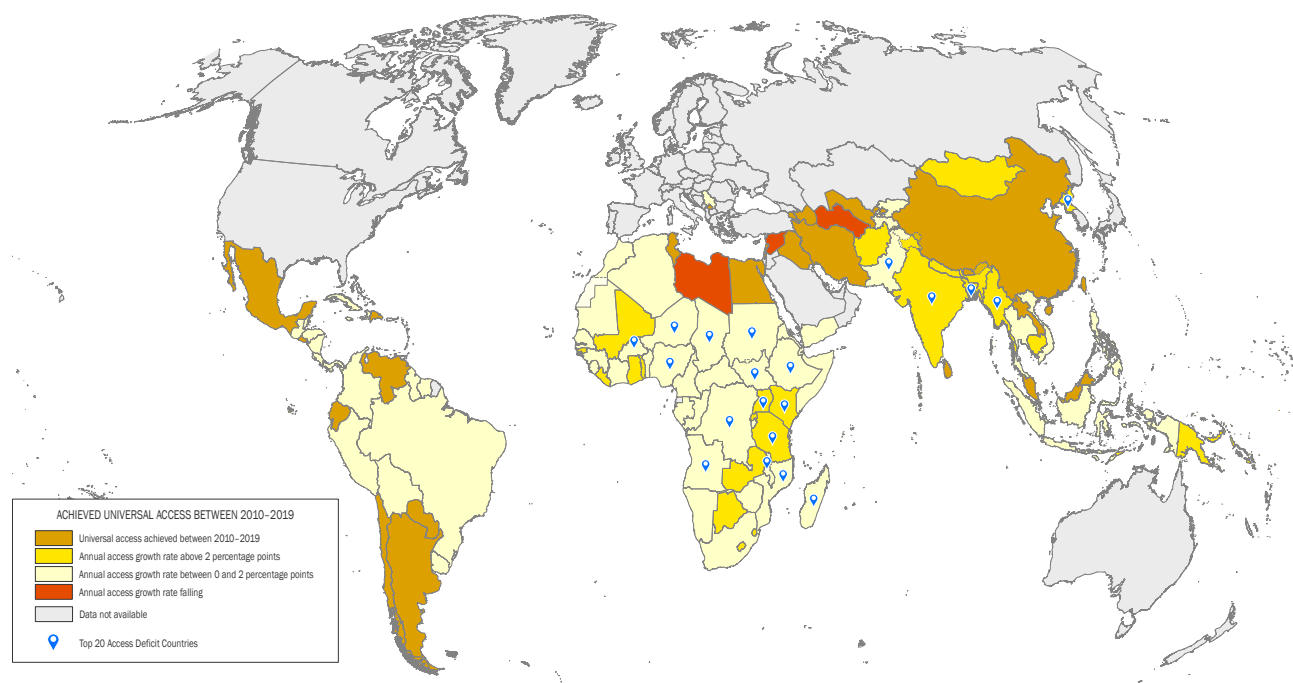 ACHIEVED UNIVERSAL ACCESS BETWEEN 2010–2019
Universal access achieved between 2010–2019
Annual access growth rate above 2 percentage points
Annual access growth rate between 0 and 2 percentage points
Annual access growth rate falling
Data not available
Top 20 Access Deficit Countries